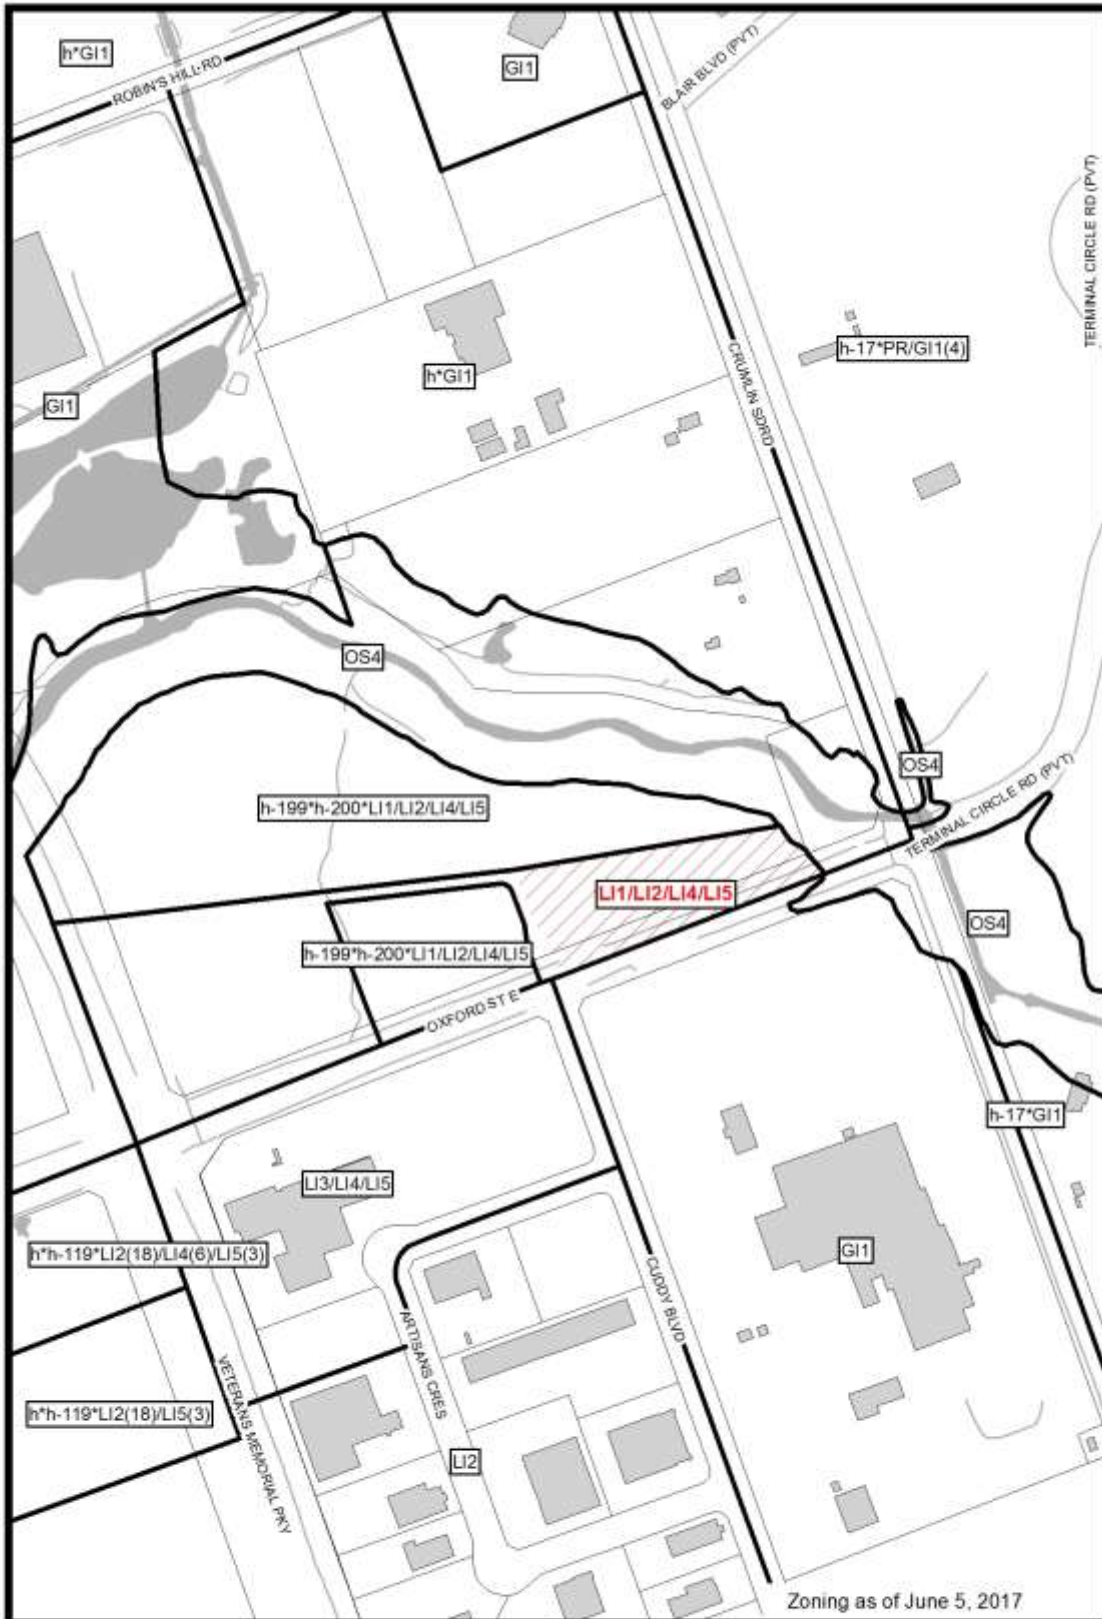 h*GI1
GI1
ROBIN'S HILL RD
BLAIR BLVD (PVT)
TERMINAL CIRCLE RD (PVT)
CRUMLIN SDRD
h-17*PR/GI1(4)
h*GI1
GI1
OS4
OS4
h-199*h-200*LI1/LI2/LI4/LI5
TERMINAL CIRCLE RD (PVT)
LI1/LI2/LI4/LI5
OS4
h-199*h-200*LI1/LI2/LI4/LI5
OXFORD ST E
h-17*GI1
LI3/LI4/LI5
h*h-119*LI2(18)/LI4(6)/LI5(3)
GI1
CUDDY BLVD
ARTISANS CRES
VETERANS MEMORIAL PKY
h*h-119*LI2(18)/LI5(3)
LI2
Zoning as of June 5, 2017